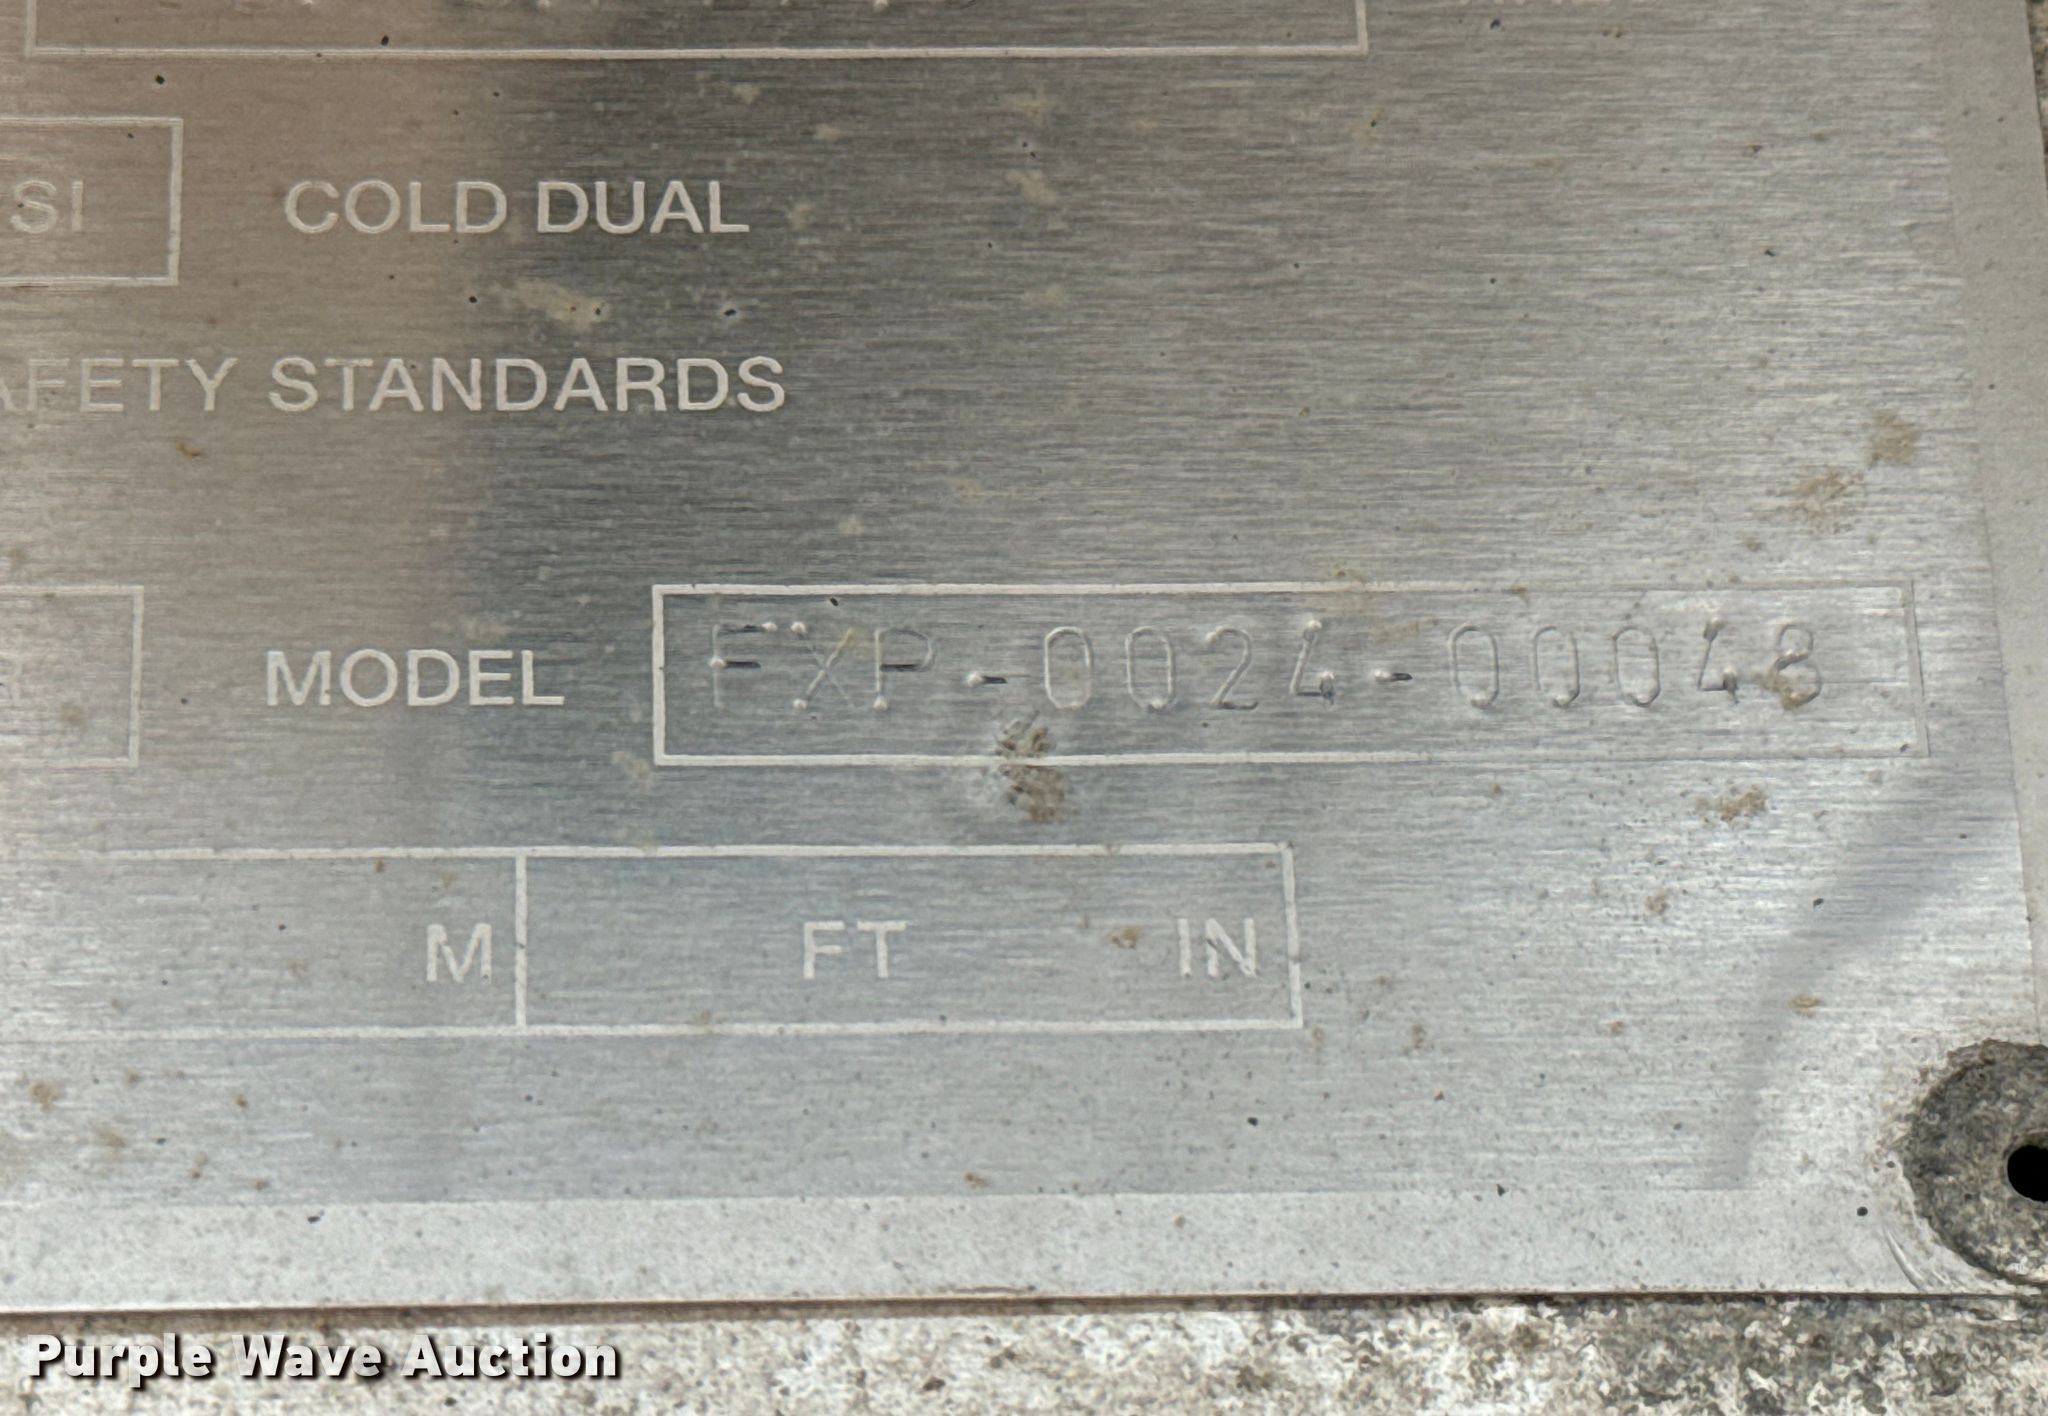 SI COLD DUAL
AFETY STANDARDS
MODEL FXP-0024-00048
M FT IN
Purple Wave Auction